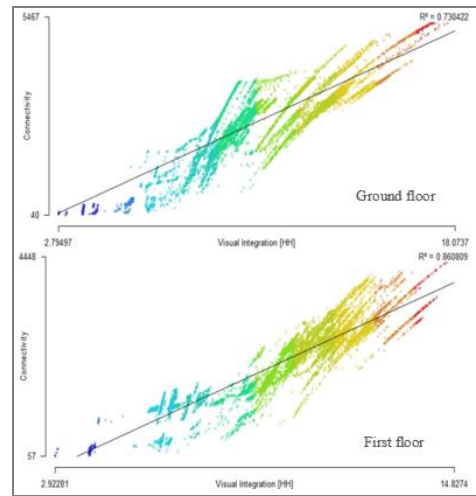 5467
R² = 0.730422
Connectivity
Ground floor
40
2.79497
Visual Integration [HH]
18.0737
4448
R² = 0.860809
Connectivity
First floor
57
2.92281
Visual Integration [HH]
14.8274